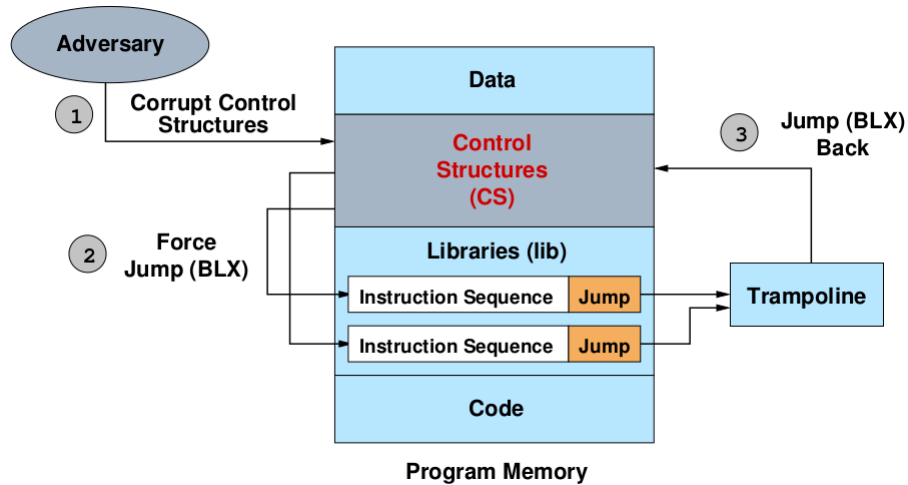 Adversary
1
Corrupt Control
Structures
Data
Control
Structures
(CS)
3
Jump (BLX)
Back
2
Force
Jump (BLX)
Libraries (lib)
Instruction Sequence
Jump
Instruction Sequence
Jump
Trampoline
Code
Program Memory